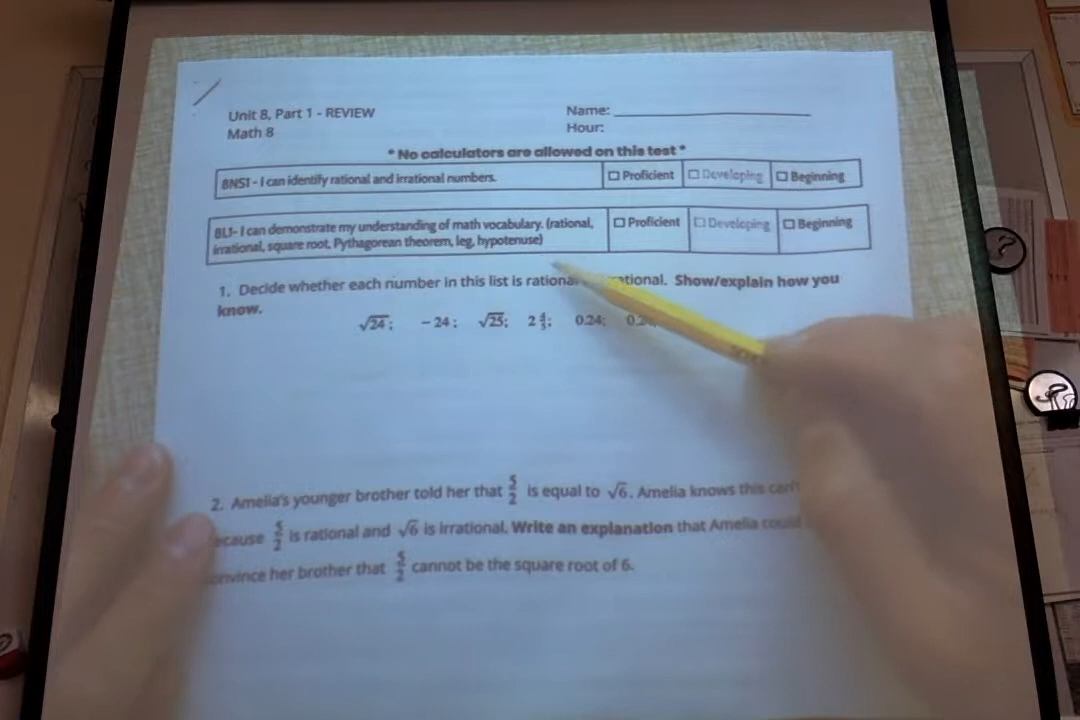 Unit 8, Part 1 - REVIEW
Name:
Math 8
Hour:
* No calculators are allowed on this test *
8NS1 - I can identify rational and irrational numbers.
☐ Proficient ☐ Developing ☐ Beginning
8L1- I can demonstrate my understanding of math vocabulary. (rational,
irrational, square root, Pythagorean theorem, leg, hypotenuse)
☐ Proficient ☐ Developing ☐ Beginning
1. Decide whether each number in this list is rational. Show/explain how you
know.
√24; -24; √25; 2 4/3; 0.24;
2. Amelia's younger brother told her that 5/2 is equal to √6. Amelia knows this can't
ecause 5/2 is rational and √6 is irrational. Write an explanation that Amelia could
onvince her brother that 5/2 cannot be the square root of 6.